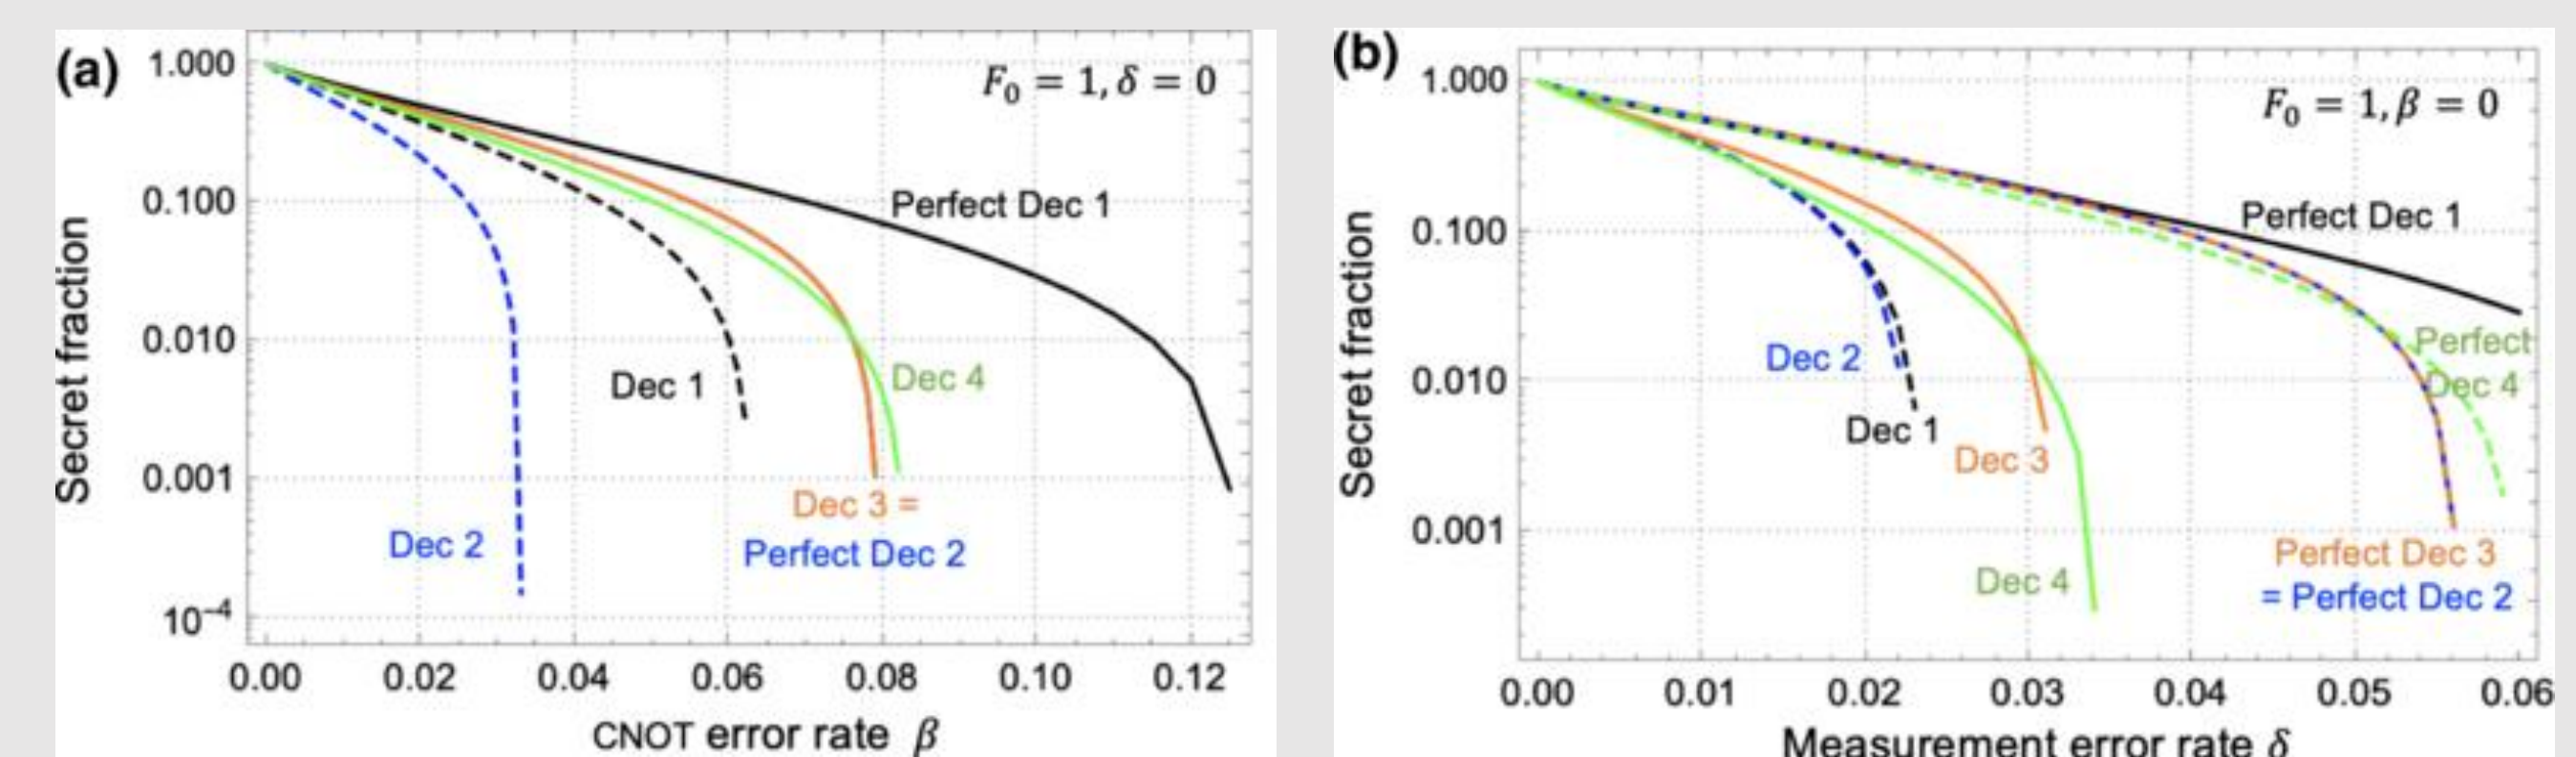 (a)
F₀ = 1, δ = 0
Secret fraction
1.000
0.100
0.010
0.001
10⁻⁴
Perfect Dec 1
Dec 1
Dec 4
Dec 3 =
Perfect Dec 2
Dec 2
0.00 0.02 0.04 0.06 0.08 0.10 0.12
CNOT error rate β
(b)
F₀ = 1, β = 0
Secret fraction
1.000
0.100
0.010
0.001
Perfect Dec 1
Perfect
Dec 4
Dec 2
Dec 1
Dec 3
Dec 4
Perfect Dec 3
= Perfect Dec 2
0.00 0.01 0.02 0.03 0.04 0.05 0.06
Measurement error rate δ